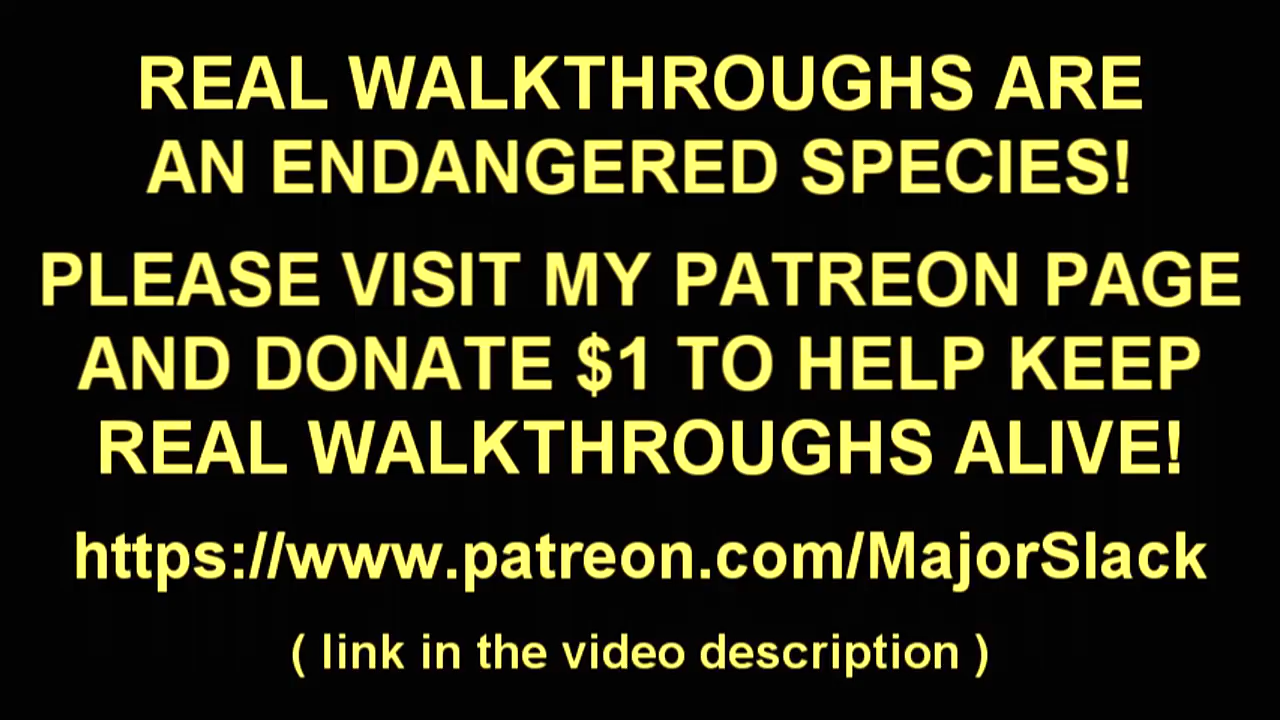 REAL WALKTHROUGHS ARE
AN ENDANGERED SPECIES!
PLEASE VISIT MY PATREON PAGE
AND DONATE $1 TO HELP KEEP
REAL WALKTHROUGHS ALIVE!
https://www.patreon.com/MajorSlack
( link in the video description )